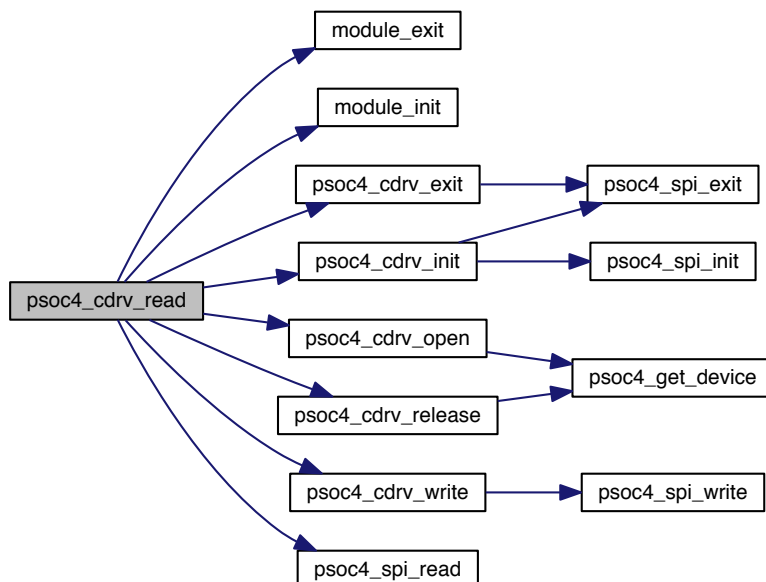 module_exit
module_init
psoc4_cdrv_exit
psoc4_spi_exit
psoc4_cdrv_init
psoc4_spi_init
psoc4_cdrv_read
psoc4_cdrv_open
psoc4_get_device
psoc4_cdrv_release
psoc4_cdrv_write
psoc4_spi_write
psoc4_spi_read